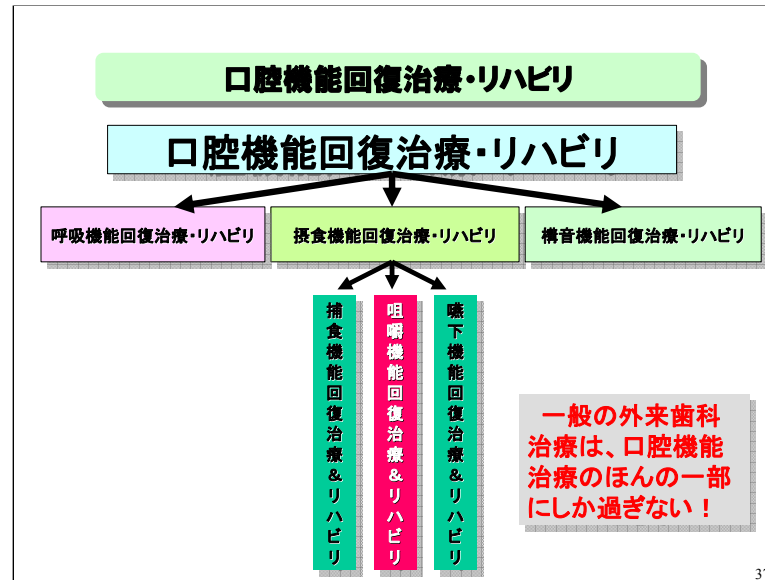 口腔機能回復治療・リハビリ
口腔機能回復治療・リハビリ
呼吸機能回復治療・リハビリ
摂食機能回復治療・リハビリ
構音機能回復治療・リハビリ
捕食機能回復治療&リハビリ
咀嚼機能回復治療&リハビリ
嚥下機能回復治療&リハビリ
一般の外来歯科
治療は、口腔機能
治療のほんの一部
にしか過ぎない！